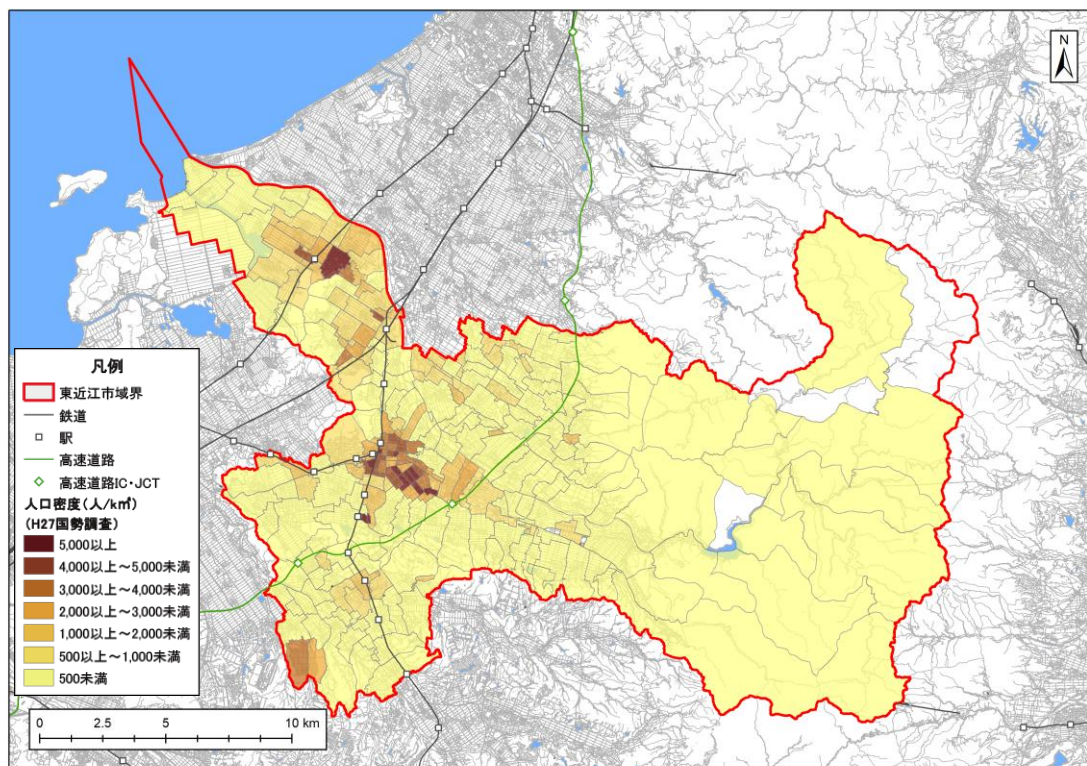 N
凡例
東近江市域界
鉄道
駅
高速道路
高速道路IC・JCT
人口密度(人/k㎡)
(H27国勢調査)
5,000以上
4,000以上～5,000未満
3,000以上～4,000未満
2,000以上～3,000未満
1,000以上～2,000未満
500以上～1,000未満
500未満
0 2.5 5 10 km